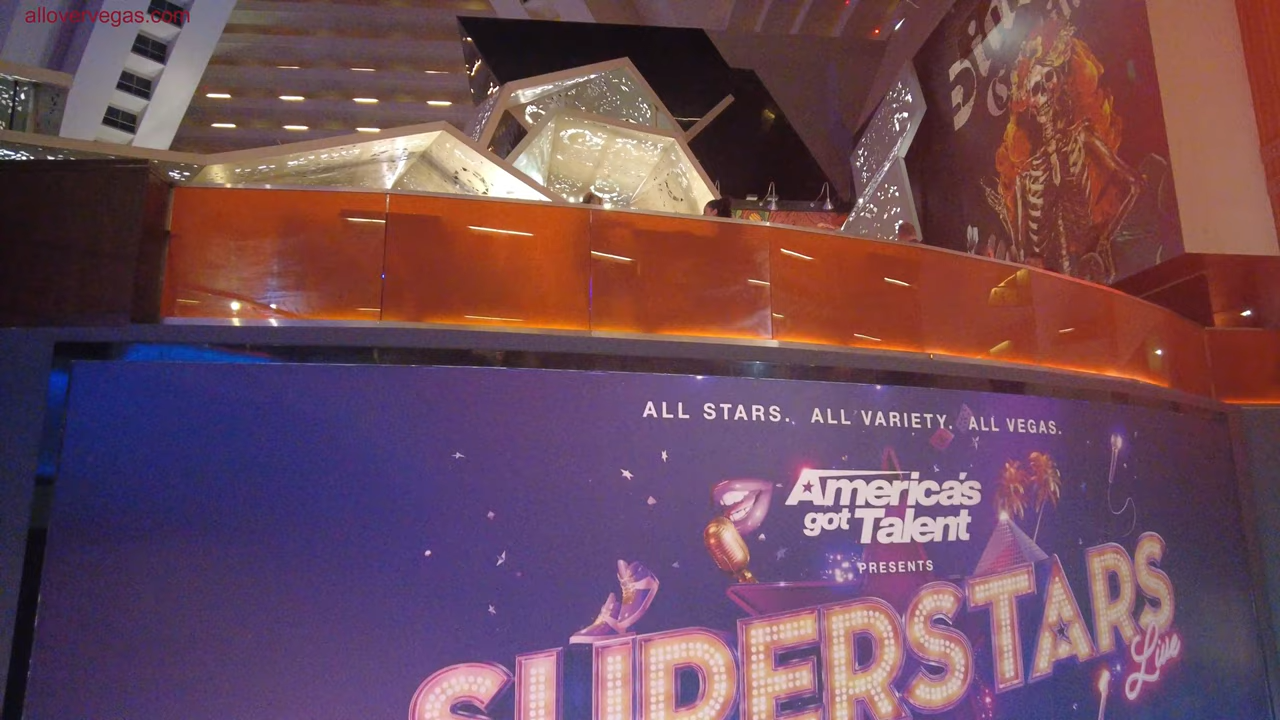 allovervegas.com
ALL STARS. ALL VARIETY. ALL VEGAS.
America's
got Talent
PRESENTS
SUPERSTARS
Live